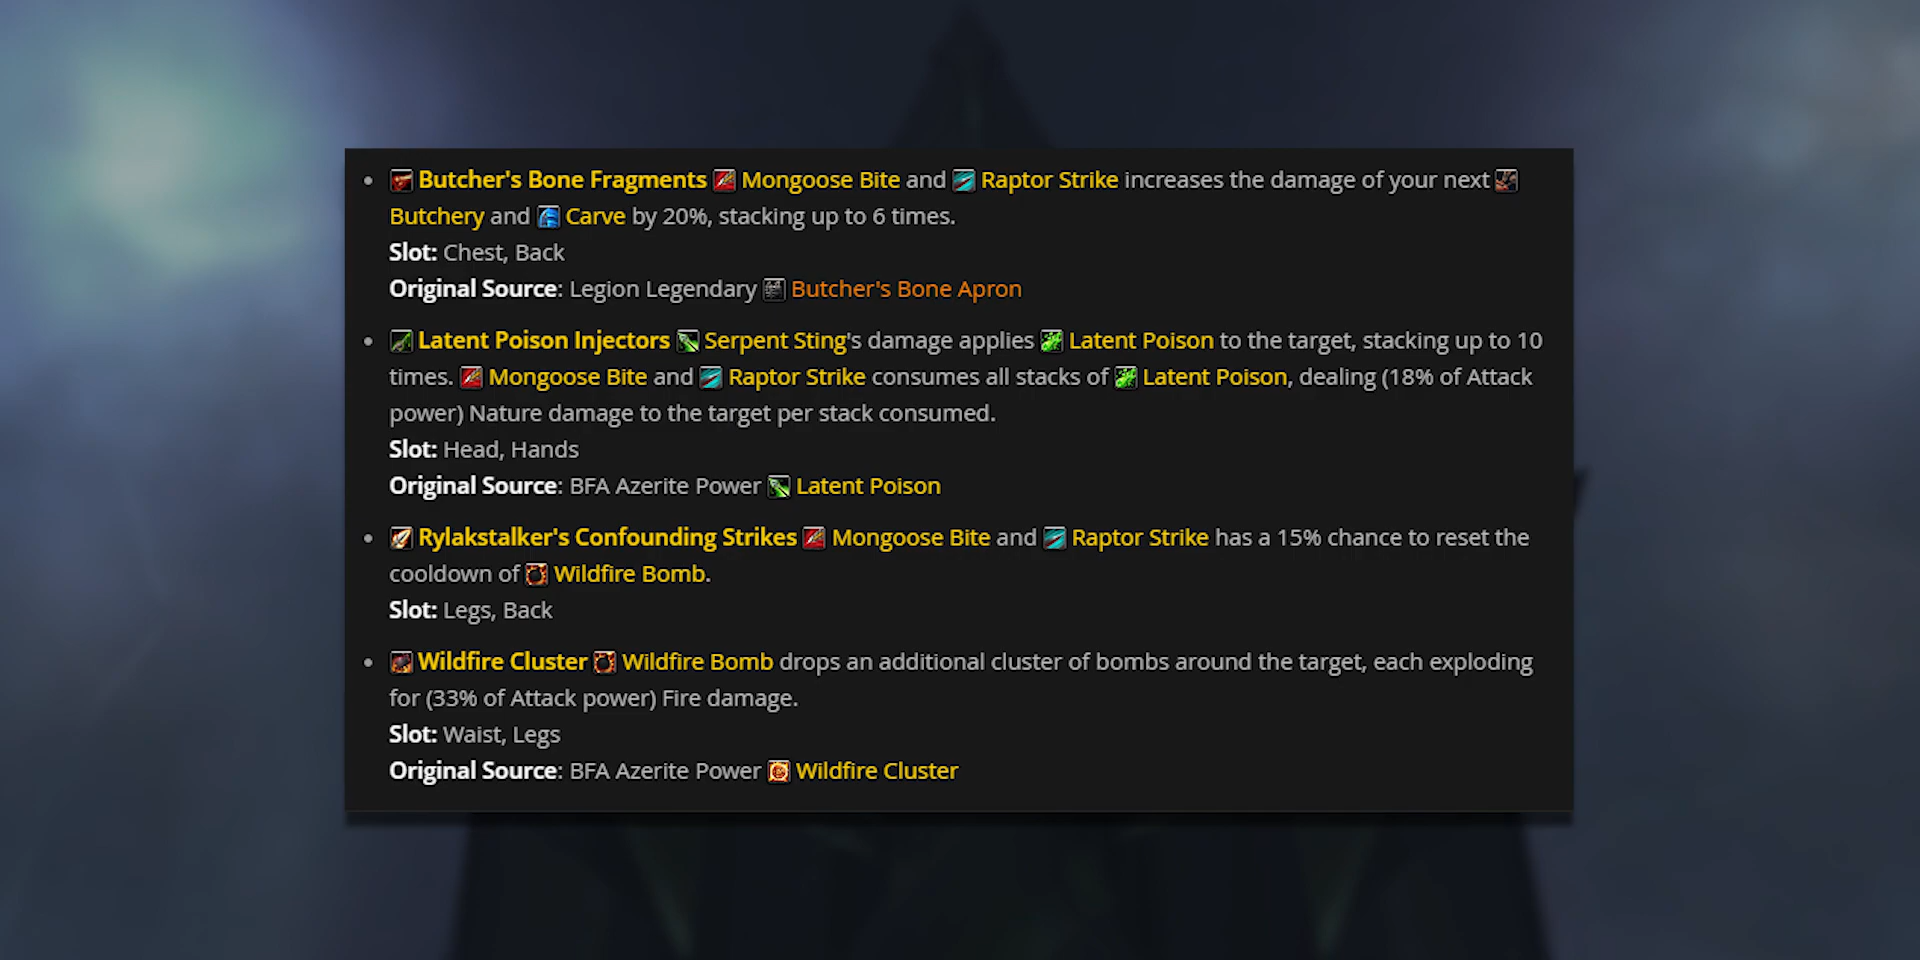 Butcher's Bone Fragments Mongoose Bite and Raptor Strike increases the damage of your next
Butchery and Carve by 20%, stacking up to 6 times.
Slot: Chest, Back
Original Source: Legion Legendary Butcher's Bone Apron
Latent Poison Injectors Serpent Sting's damage applies Latent Poison to the target, stacking up to 10
times. Mongoose Bite and Raptor Strike consumes all stacks of Latent Poison, dealing (18% of Attack
power) Nature damage to the target per stack consumed.
Slot: Head, Hands
Original Source: BFA Azerite Power Latent Poison
Rylakstalker's Confounding Strikes Mongoose Bite and Raptor Strike has a 15% chance to reset the
cooldown of Wildfire Bomb.
Slot: Legs, Back
Wildfire Cluster Wildfire Bomb drops an additional cluster of bombs around the target, each exploding
for (33% of Attack power) Fire damage.
Slot: Waist, Legs
Original Source: BFA Azerite Power Wildfire Cluster